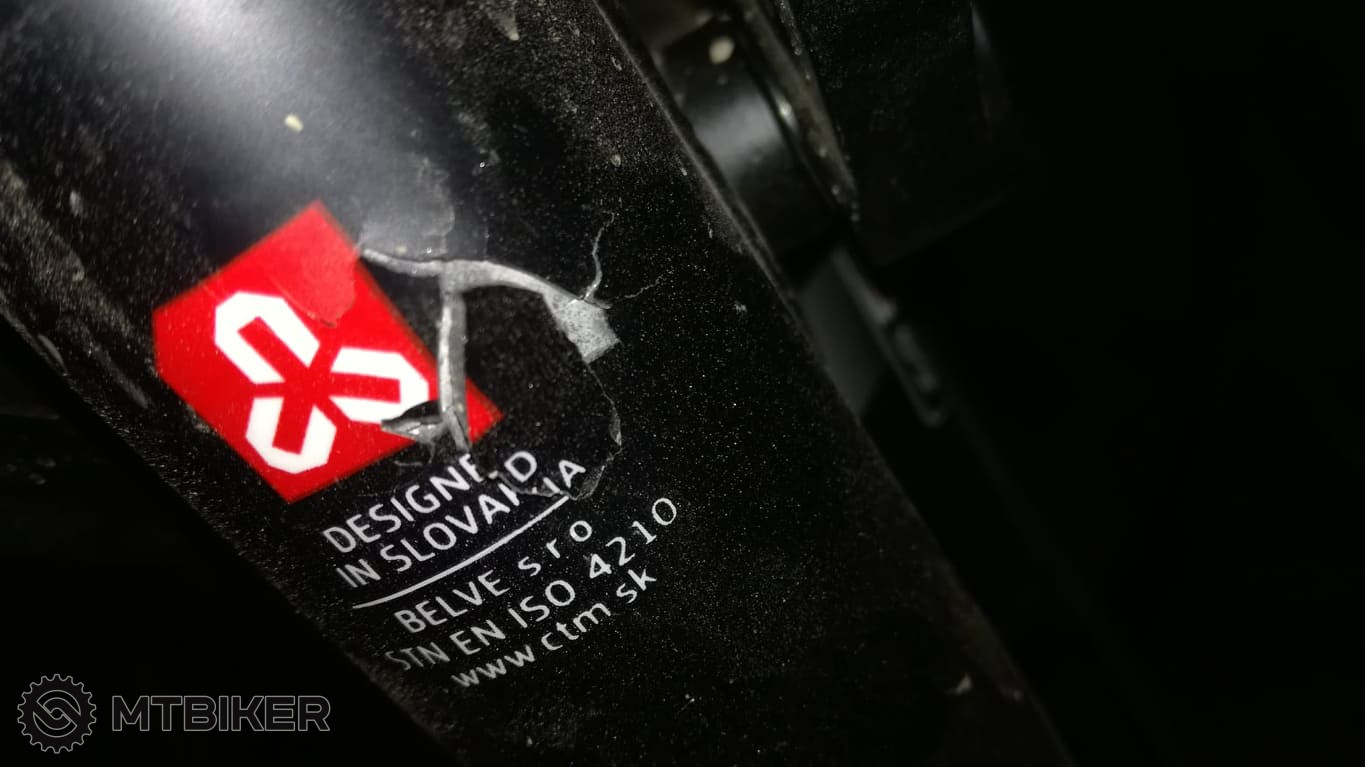 DESIGNED
IN SLOVAKIA
BELVE s r o
STN EN ISO 4210
www.ctm.sk
MTBIKER